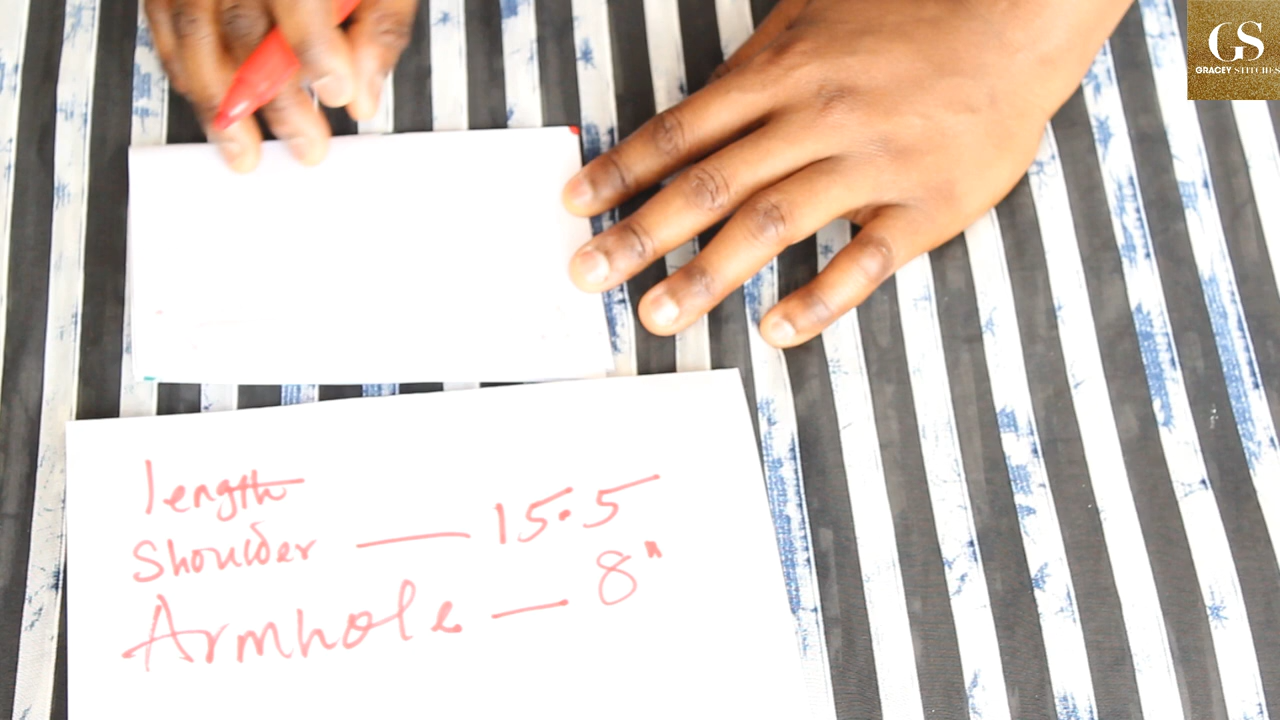 GS
GRACEY STITCHES
length
Shoulder — 15.5
Armhole — 8"